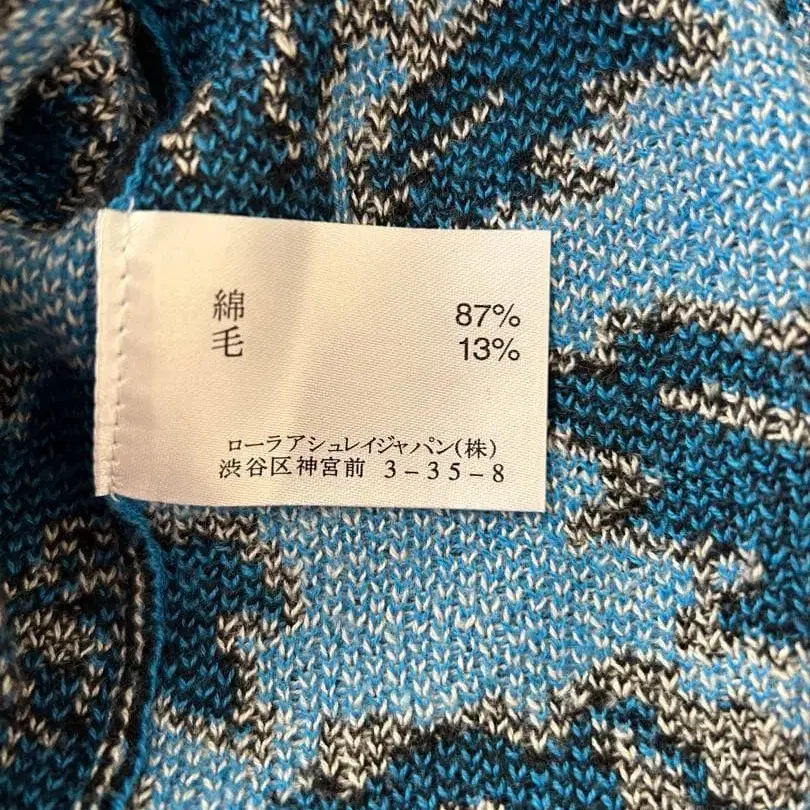 綿 87%
毛 13%
ローラアシュレイジャパン(株)
渋谷区神宮前 3-35-8